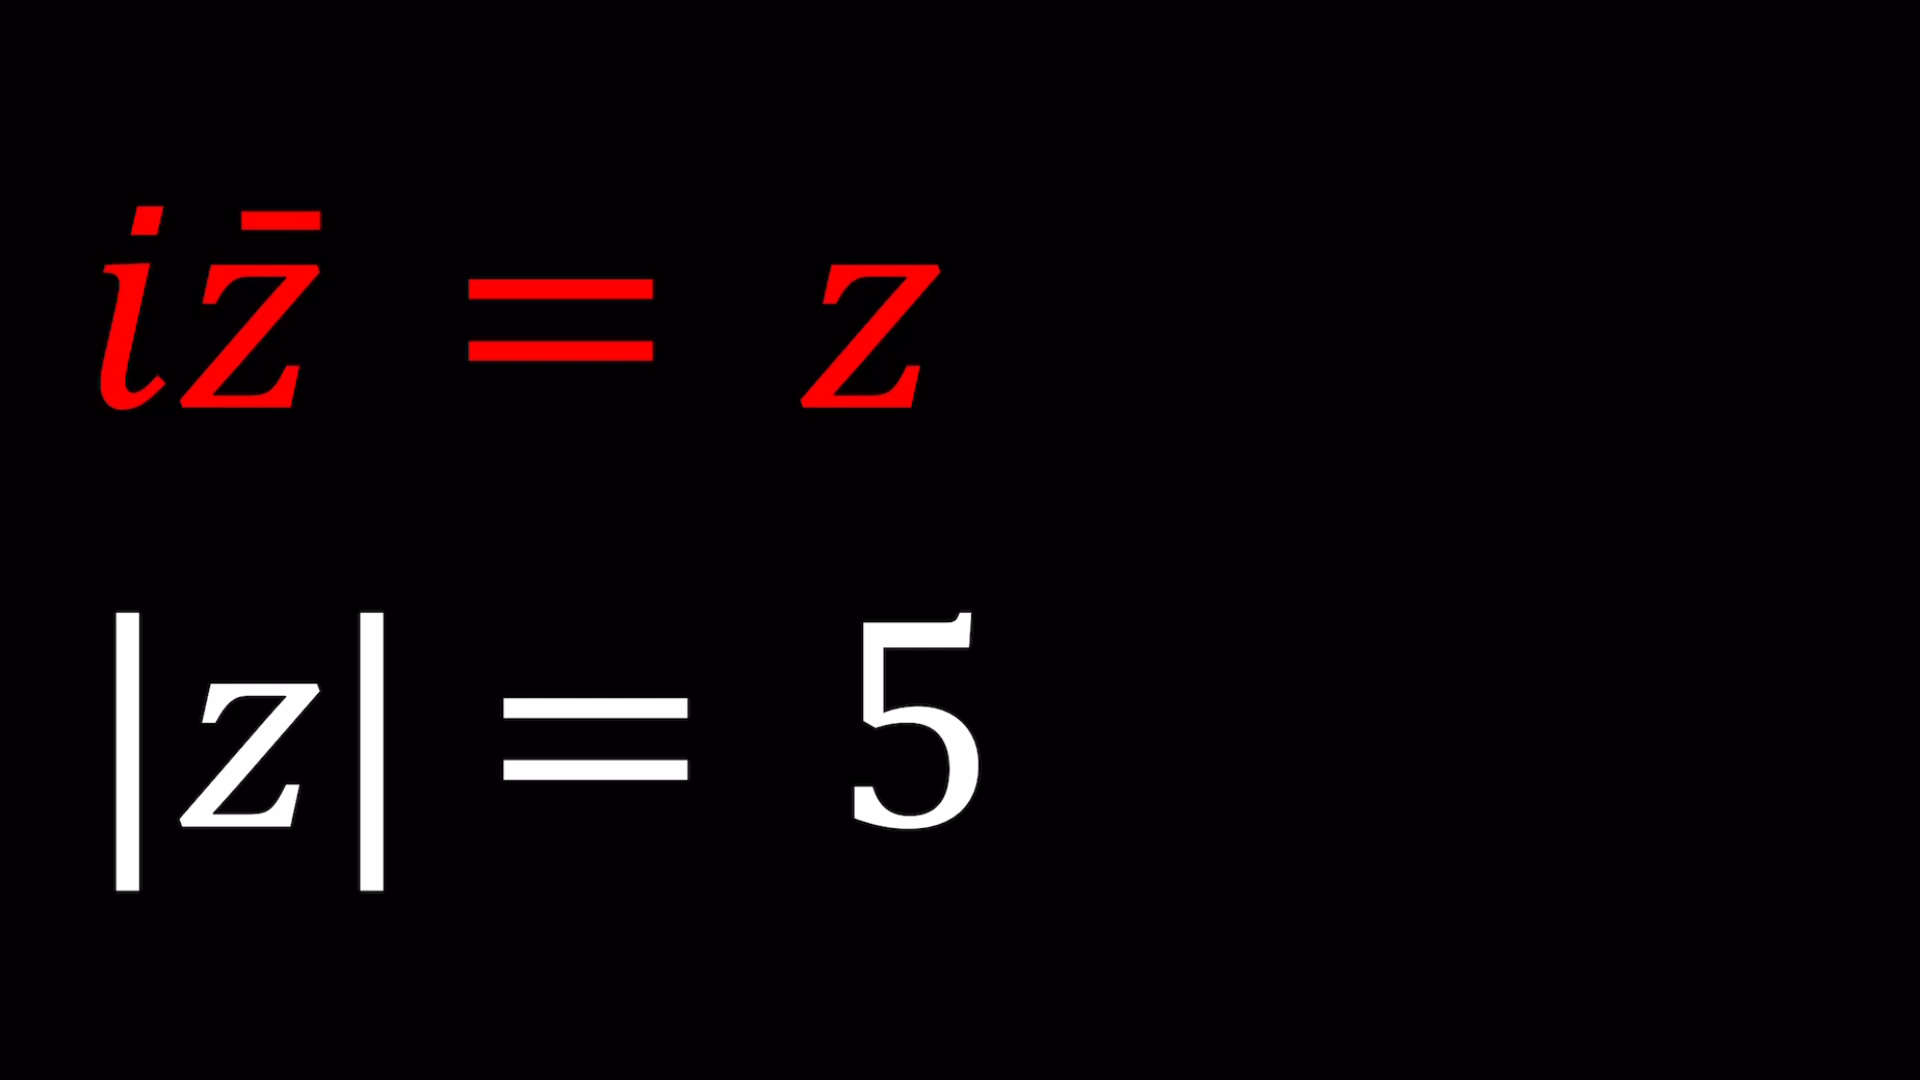 iz̄ = z
|z| = 5